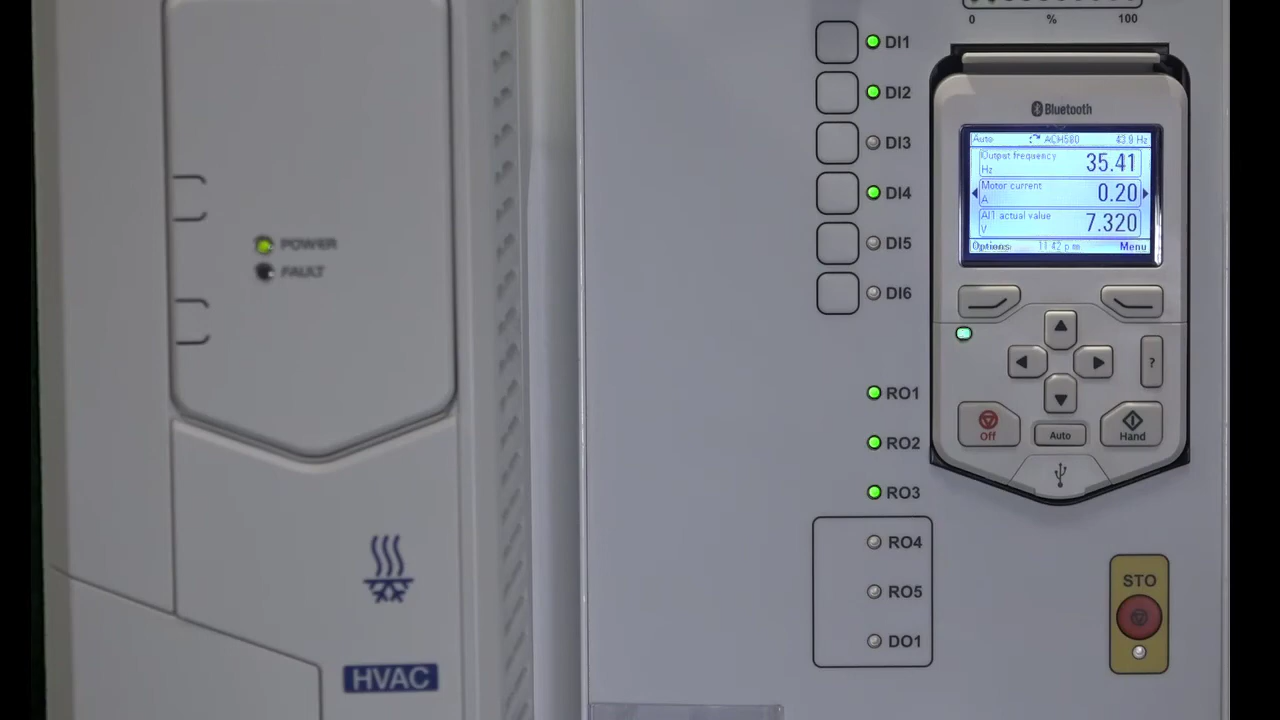 POWER
FAULT
HVAC
0 % 100
DI1
DI2
DI3
DI4
DI5
DI6
RO1
RO2
RO3
RO4
RO5
DO1
Bluetooth
Auto ACH580 43.9 Hz
Output frequency
Hz 35.41
Motor current
A 0.20
AI1 actual value
V 7.320
Options 11:42 p m Menu
?
Off
Auto
Hand
STO